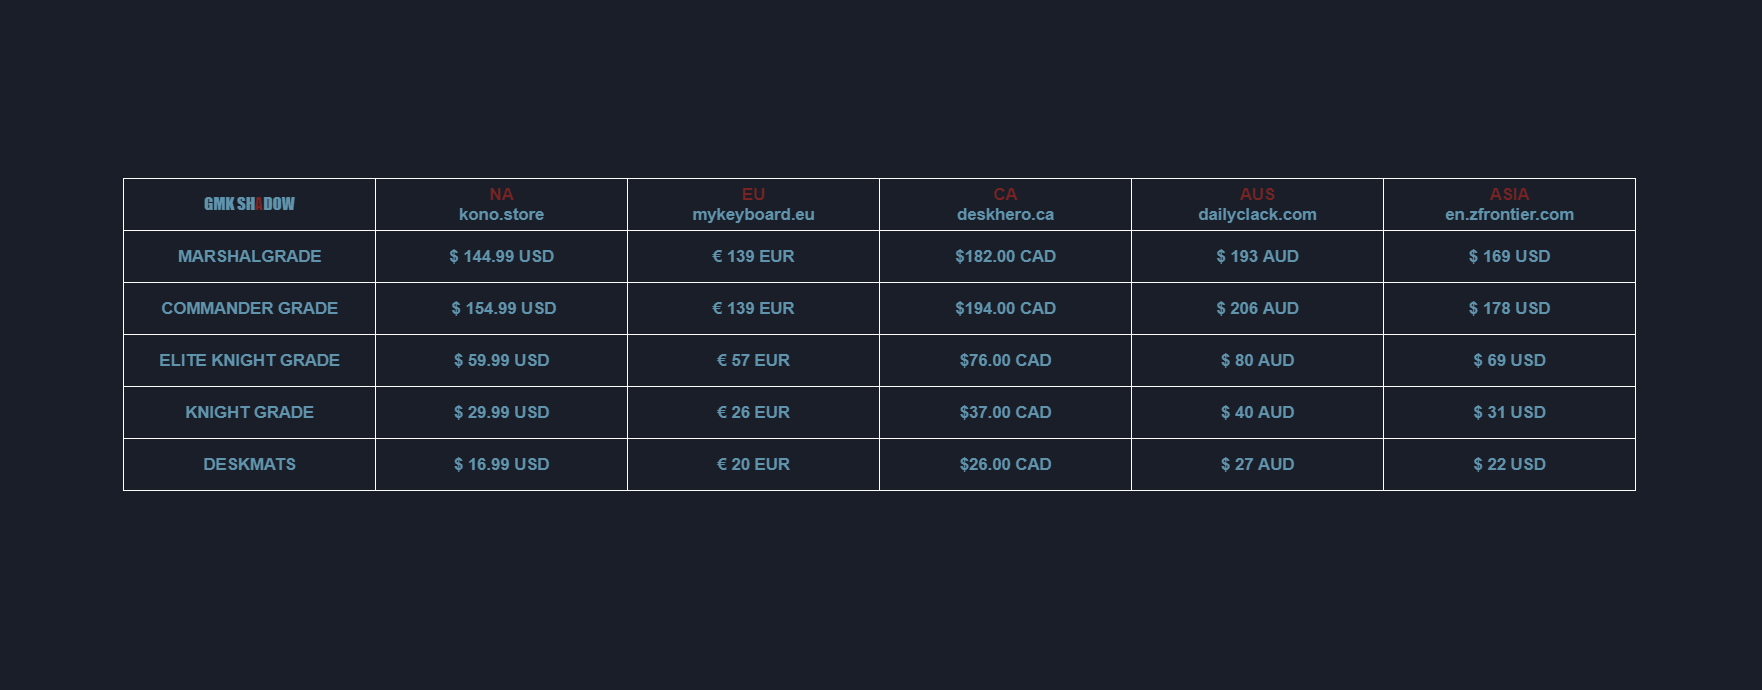 GMK SHADOW
NA
kono.store
EU
mykeyboard.eu
CA
deskhero.ca
AUS
dailyclack.com
ASIA
en.zfrontier.com
MARSHALGRADE
$ 144.99 USD
€ 139 EUR
$182.00 CAD
$ 193 AUD
$ 169 USD
COMMANDER GRADE
$ 154.99 USD
€ 139 EUR
$194.00 CAD
$ 206 AUD
$ 178 USD
ELITE KNIGHT GRADE
$ 59.99 USD
€ 57 EUR
$76.00 CAD
$ 80 AUD
$ 69 USD
KNIGHT GRADE
$ 29.99 USD
€ 26 EUR
$37.00 CAD
$ 40 AUD
$ 31 USD
DESKMATS
$ 16.99 USD
€ 20 EUR
$26.00 CAD
$ 27 AUD
$ 22 USD